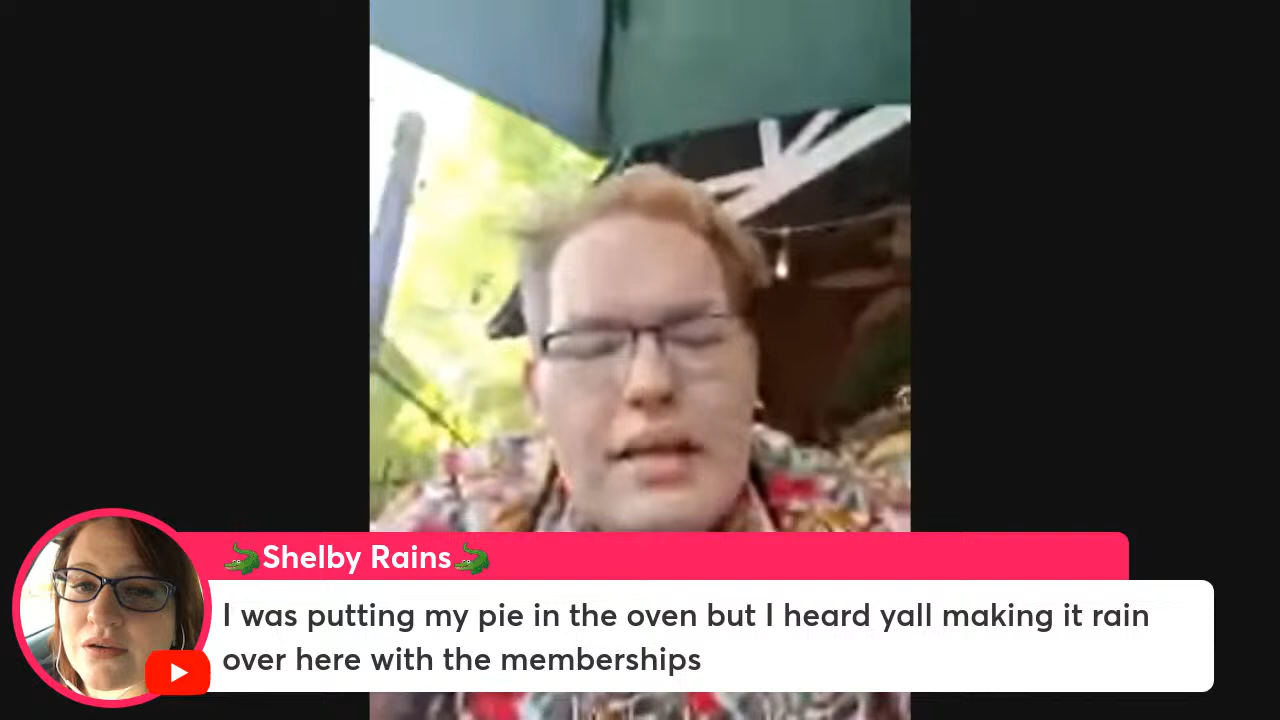 🐊Shelby Rains🐊
I was putting my pie in the oven but I heard yall making it rain
over here with the memberships